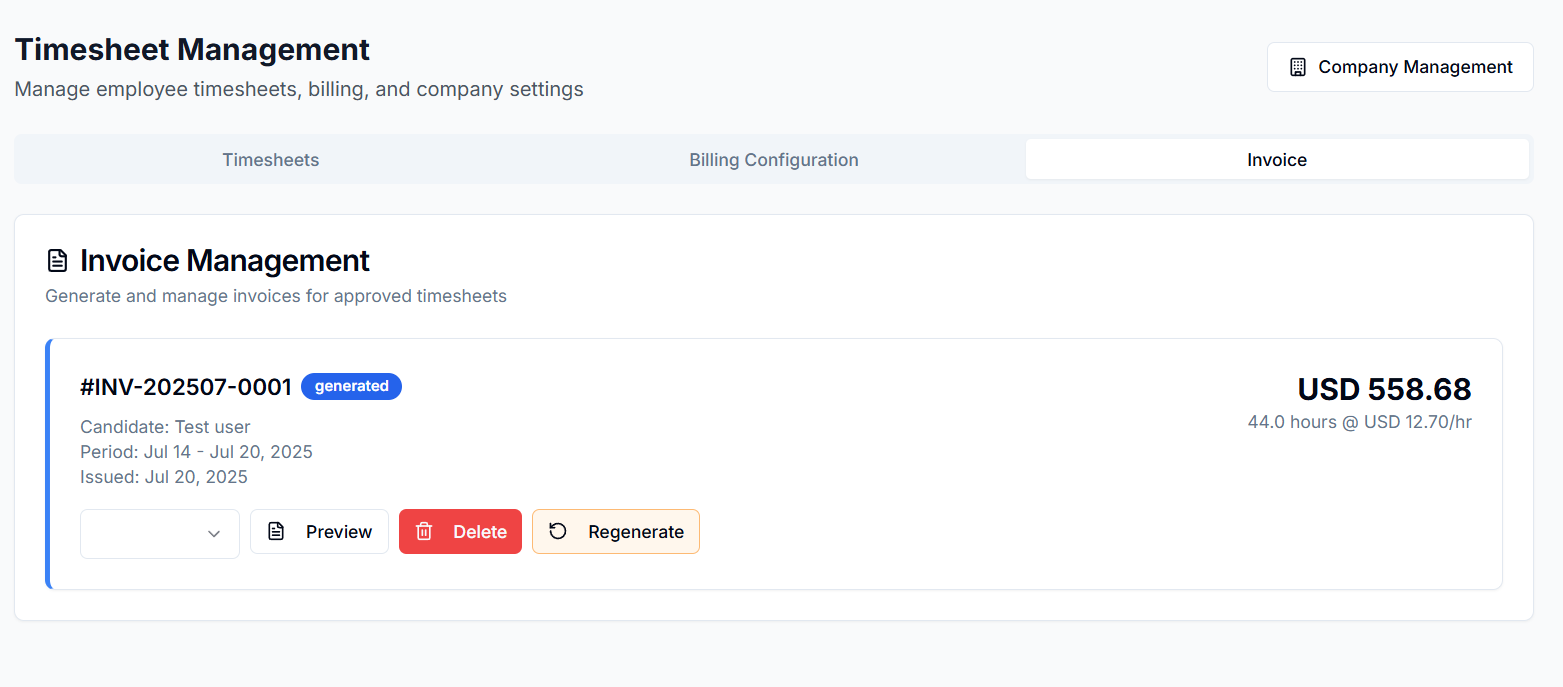 Timesheet Management
Manage employee timesheets, billing, and company settings
Company Management
Timesheets
Billing Configuration
Invoice
Invoice Management
Generate and manage invoices for approved timesheets
#INV-202507-0001 generated
USD 558.68
44.0 hours @ USD 12.70/hr
Candidate: Test user
Period: Jul 14 - Jul 20, 2025
Issued: Jul 20, 2025
Preview
Delete
Regenerate